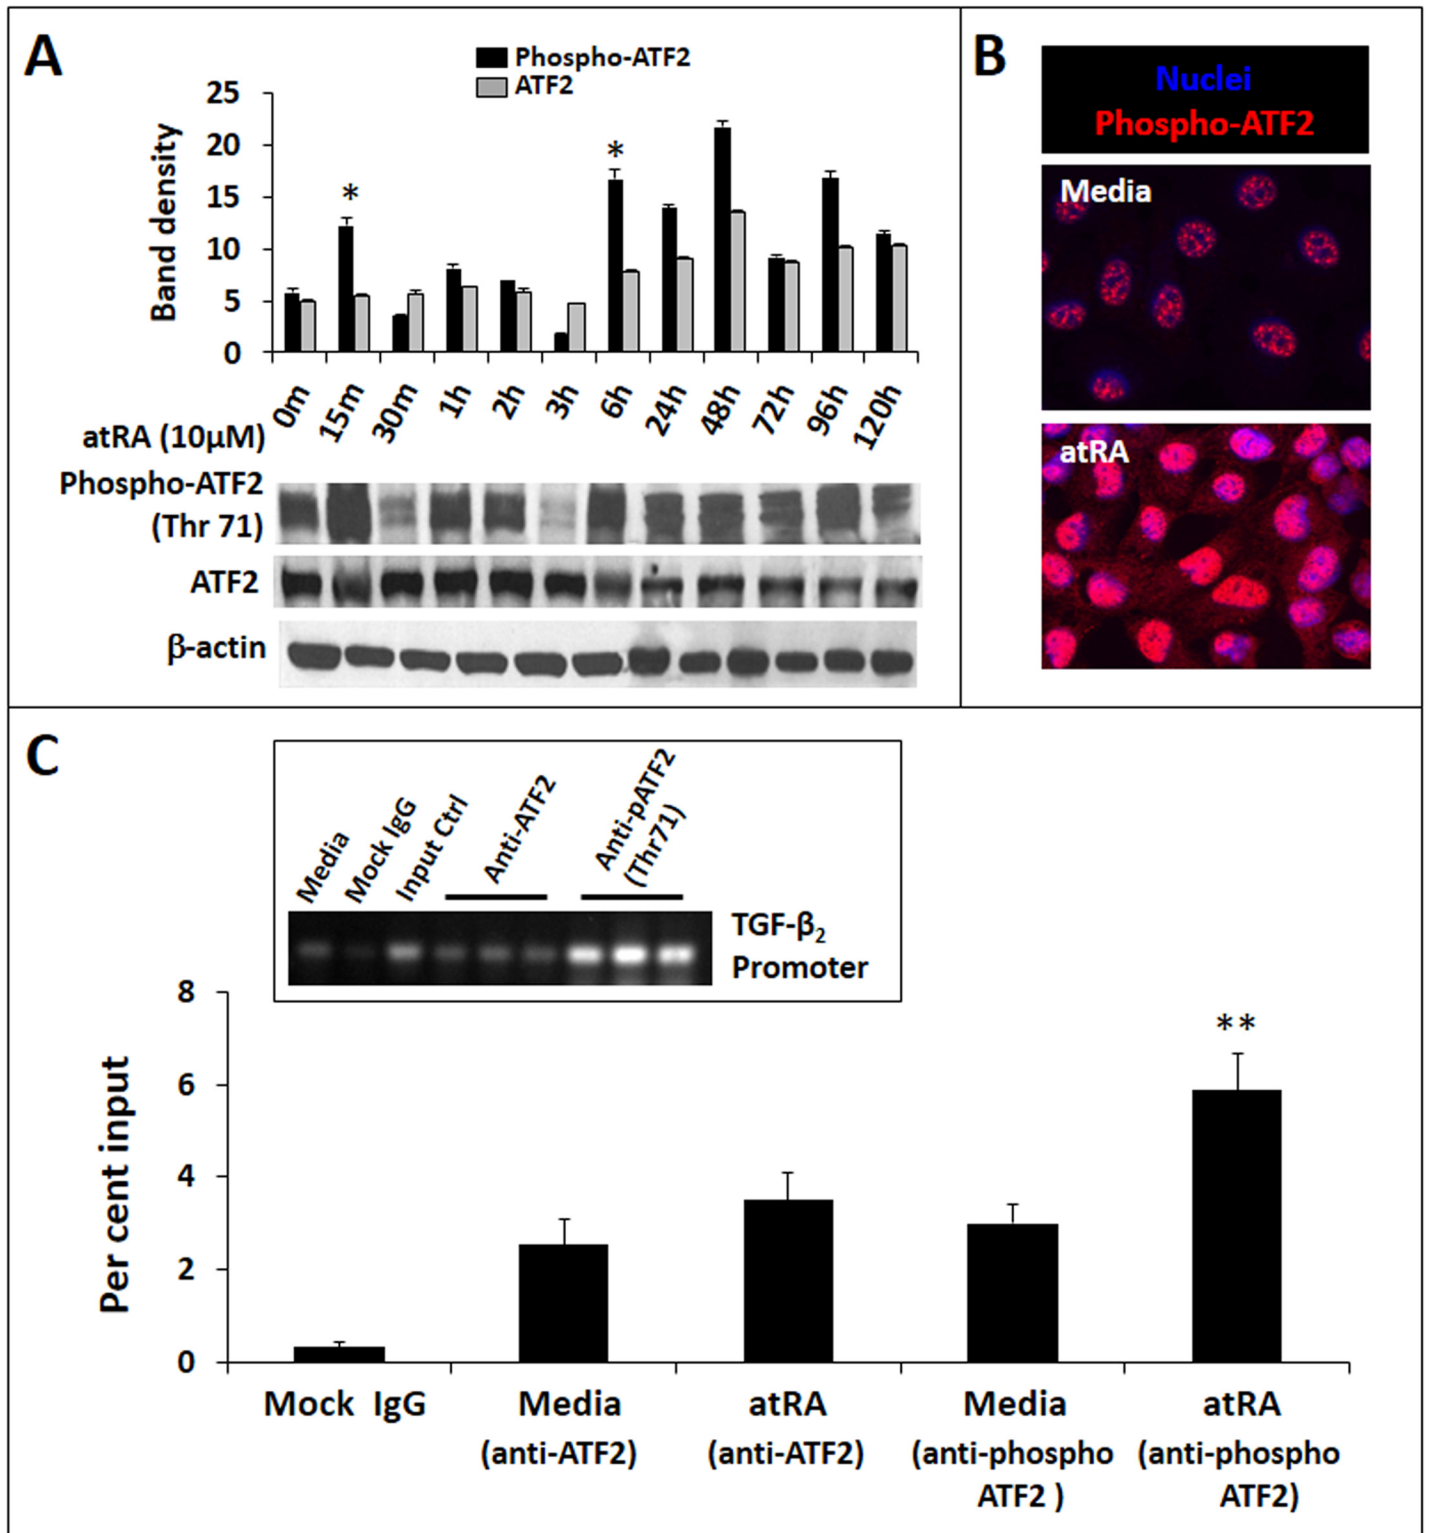 A
Phospho-ATF2
ATF2
25
20
15
10
5
0
Band density
*
*
0m 15m 30m 1h 2h 3h 6h 24h 48h 72h 96h 120h
atRA (10μM)
Phospho-ATF2
(Thr 71)
ATF2
β-actin
B
Nuclei
Phospho-ATF2
Media
atRA
C
Media
Mock IgG
Input Ctrl
Anti-ATF2
Anti-pATF2
(Thr71)
TGF-β₂
Promoter
8
6
4
2
0
Per cent input
**
Mock IgG
Media
(anti-ATF2)
atRA
(anti-ATF2)
Media
(anti-phospho
ATF2 )
atRA
(anti-phospho
ATF2)